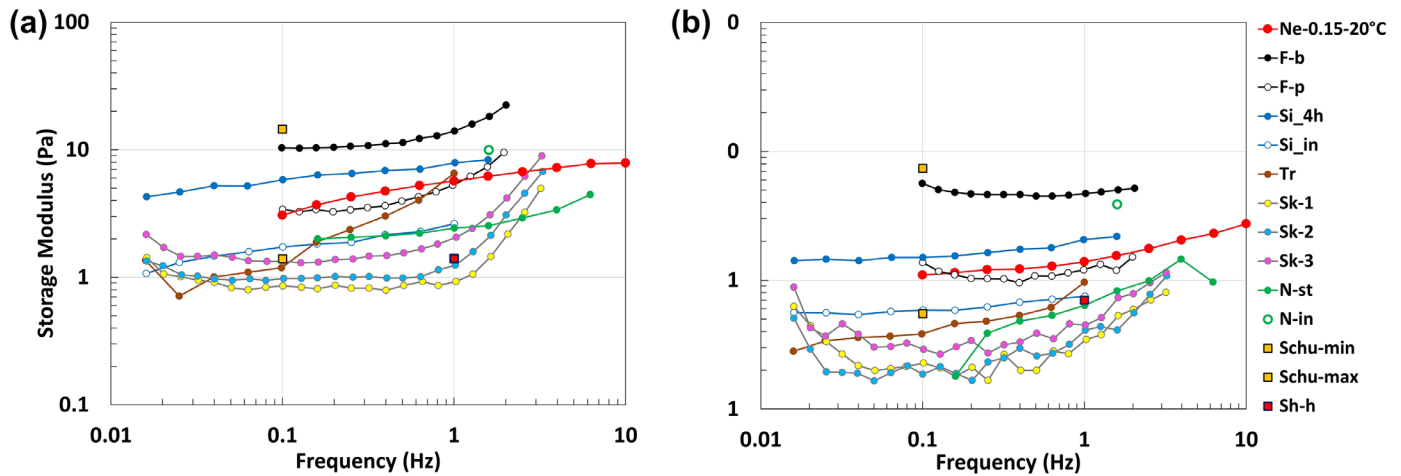 (a)
100
10
1
0.1
Storage Modulus (Pa)
0.01
0.1
1
10
Frequency (Hz)
(b)
0
0
1
1
0.01
0.1
1
10
Frequency (Hz)
Ne-0.15-20°C
F-b
F-p
Si_4h
Si_in
Tr
Sk-1
Sk-2
Sk-3
N-st
N-in
Schu-min
Schu-max
Sh-h